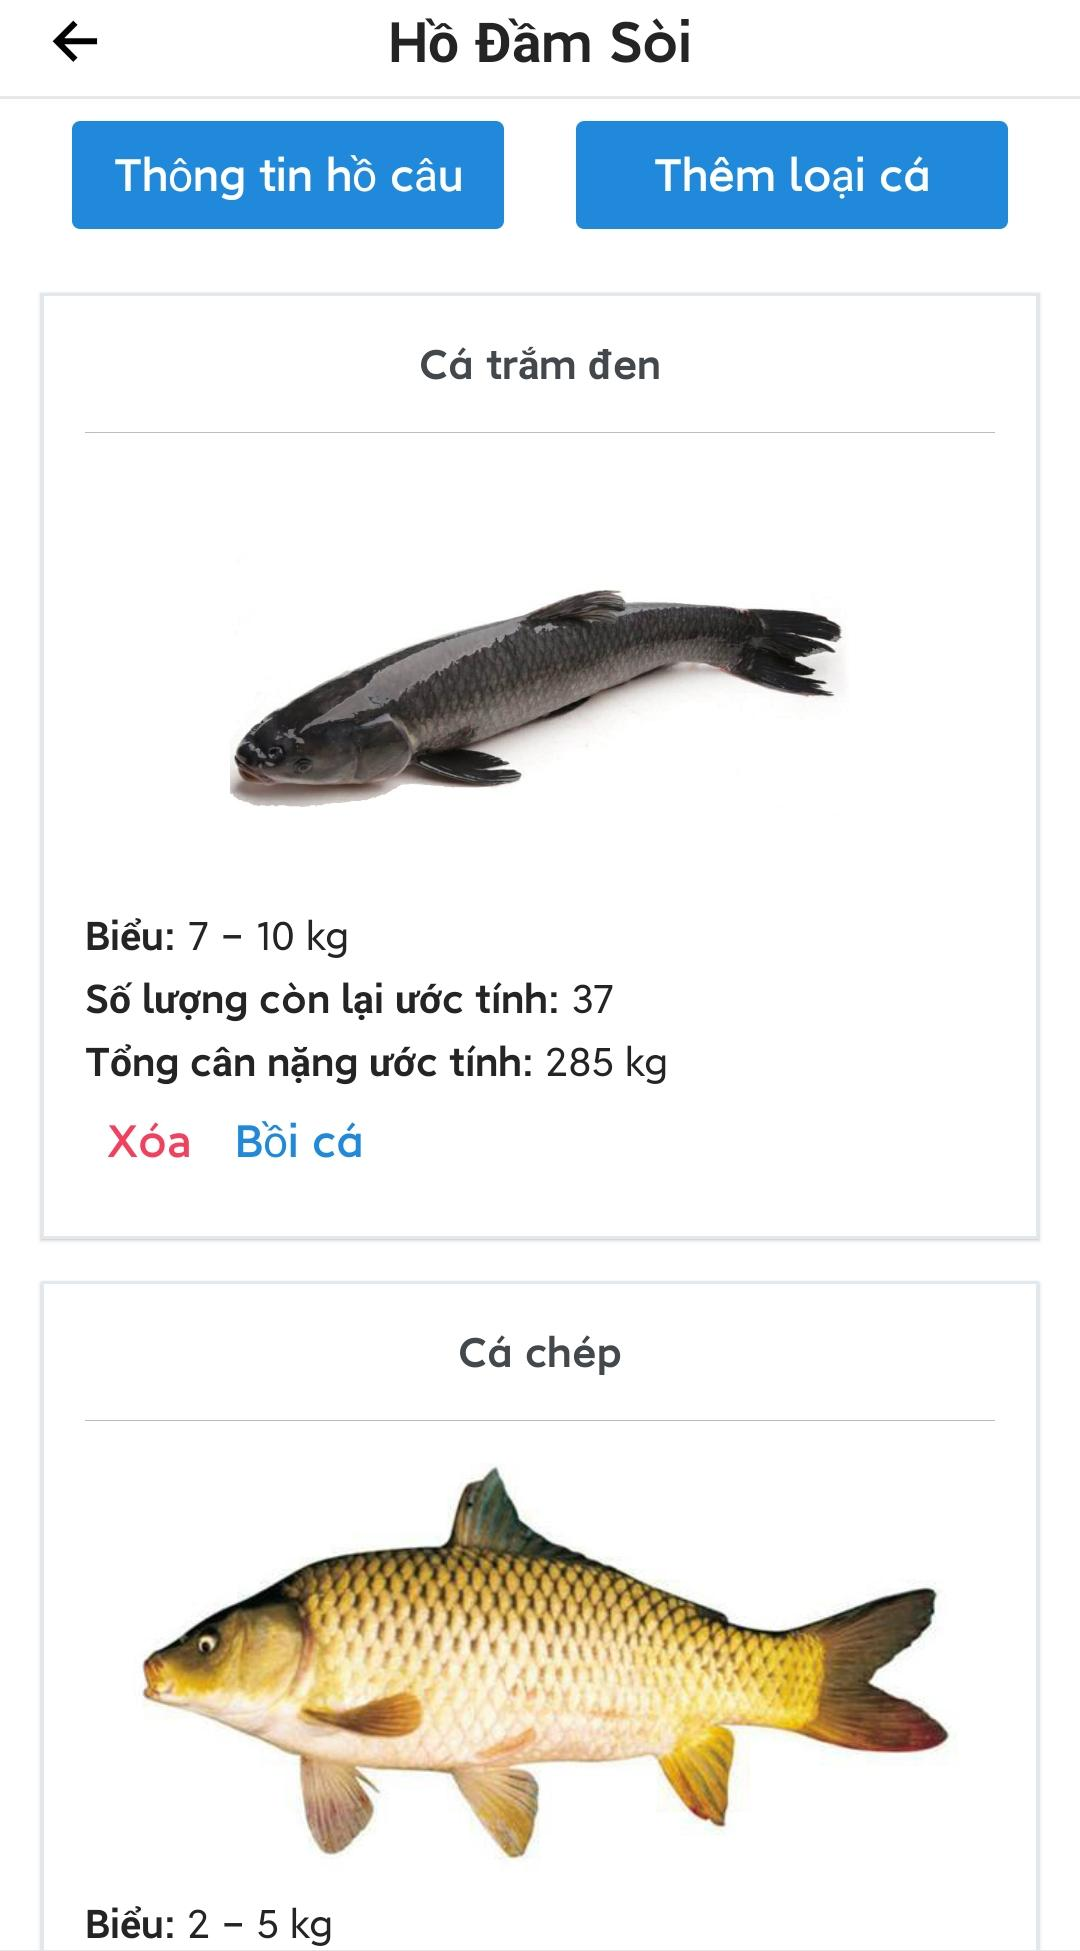 Hồ Đầm Sòi
Thông tin hồ câu
Thêm loại cá
Cá trắm đen
Biểu: 7 – 10 kg
Số lượng còn lại ước tính: 37
Tổng cân nặng ước tính: 285 kg
Xóa Bồi cá
Cá chép
Biểu: 2 – 5 kg